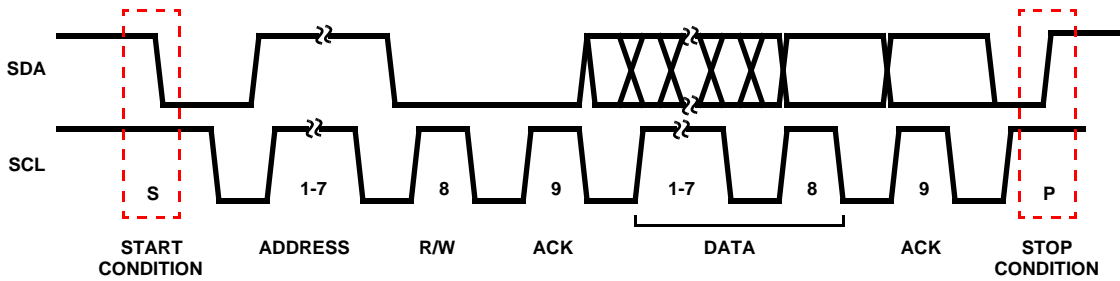 SDA
SCL
S
1-7
8
9
1-7
8
9
P
START
CONDITION
ADDRESS
R/W
ACK
DATA
ACK
STOP
CONDITION